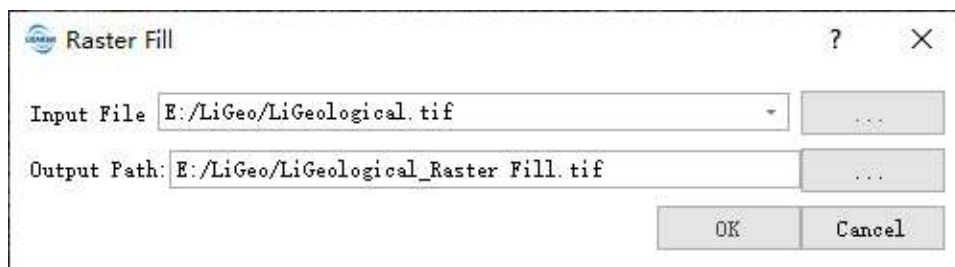 Raster Fill ?
Input File E:/LiGeo/LiGeological.tif ...
Output Path: E:/LiGeo/LiGeological_Raster Fill.tif ...
OK Cancel